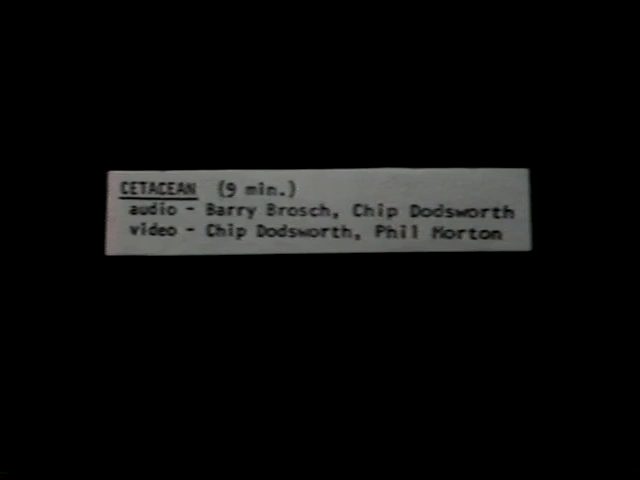 CETACEAN (9 min.)
audio - Barry Brosch, Chip Dodsworth
video - Chip Dodsworth, Phil Morton